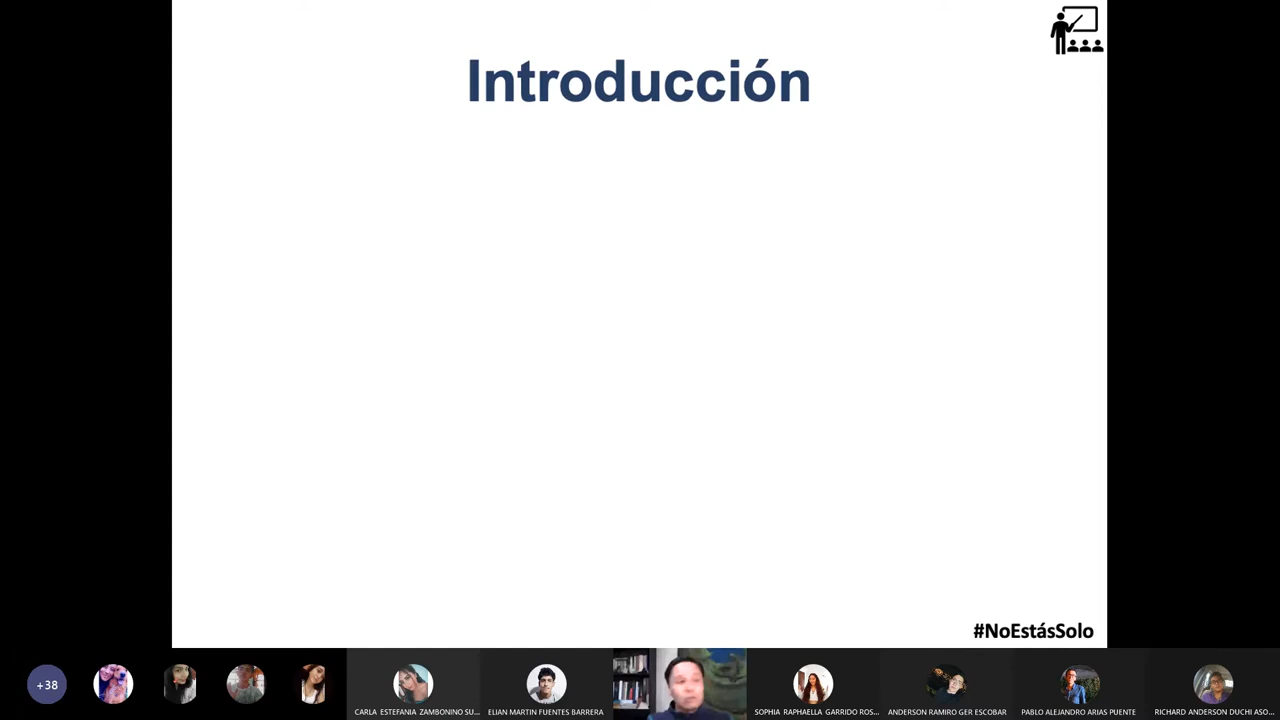 Introducción
#NoEstásSolo
+38
CARLA ESTEFANIA ZAMBONINO SU...
ELIAN MARTIN FUENTES BARRERA
SOPHIA RAPHAELLA GARRIDO ROS...
ANDERSON RAMIRO GER ESCOBAR
PABLO ALEJANDRO ARIAS PUENTE
RICHARD ANDERSON DUCHI ASO...